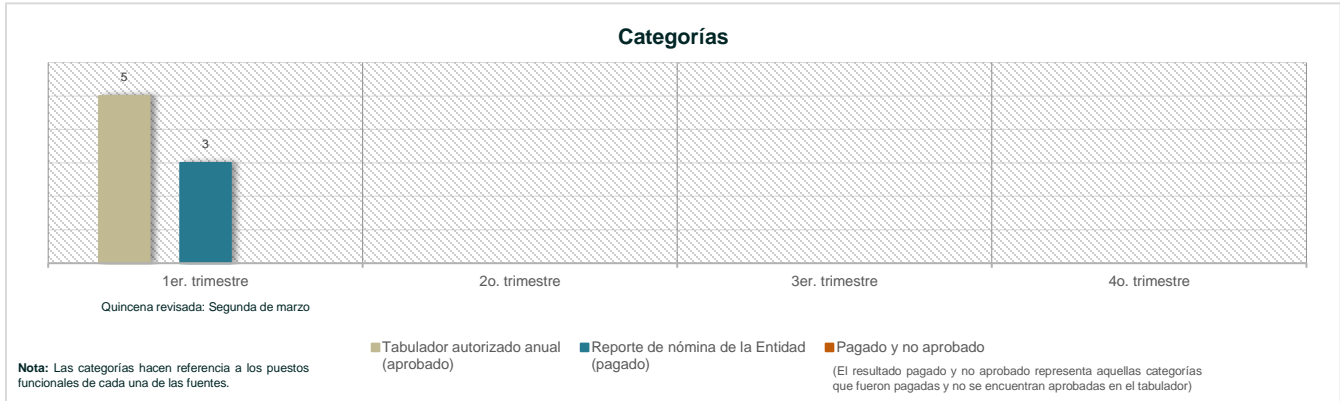 Categorías
5
3
1er. trimestre
2o. trimestre
3er. trimestre
4o. trimestre
Quincena revisada: Segunda de marzo
Tabulador autorizado anual
(aprobado)
Reporte de nómina de la Entidad
(pagado)
Pagado y no aprobado
(El resultado pagado y no aprobado representa aquellas categorías
que fueron pagadas y no se encuentran aprobadas en el tabulador)
Nota: Las categorías hacen referencia a los puestos
funcionales de cada una de las fuentes.